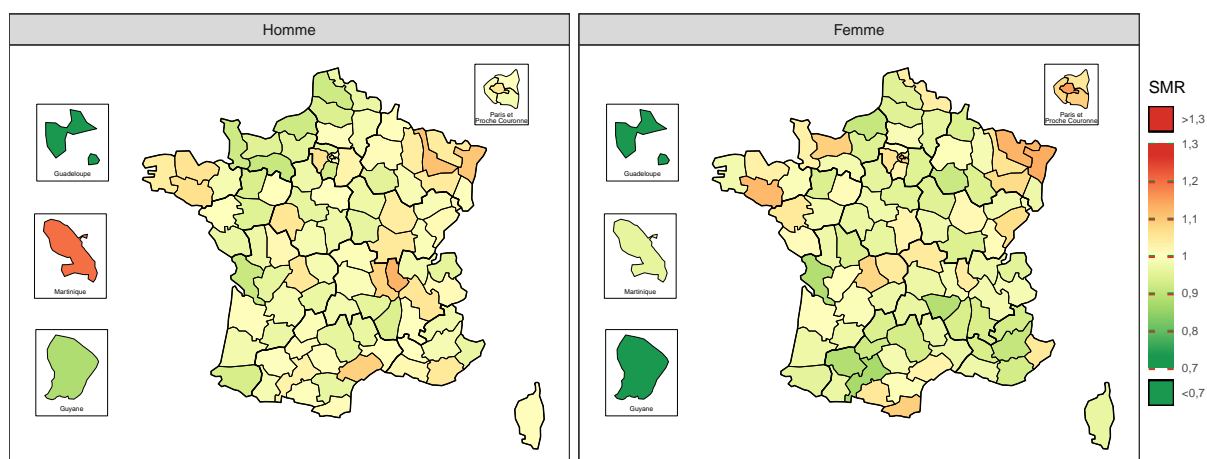 Homme
Femme
Paris et
Proche Couronne
Guadeloupe
Martinique
Guyane
Paris et
Proche Couronne
Guadeloupe
Martinique
Guyane
SMR
>1,3
1,3
1,2
1,1
1
0,9
0,8
0,7
<0,7